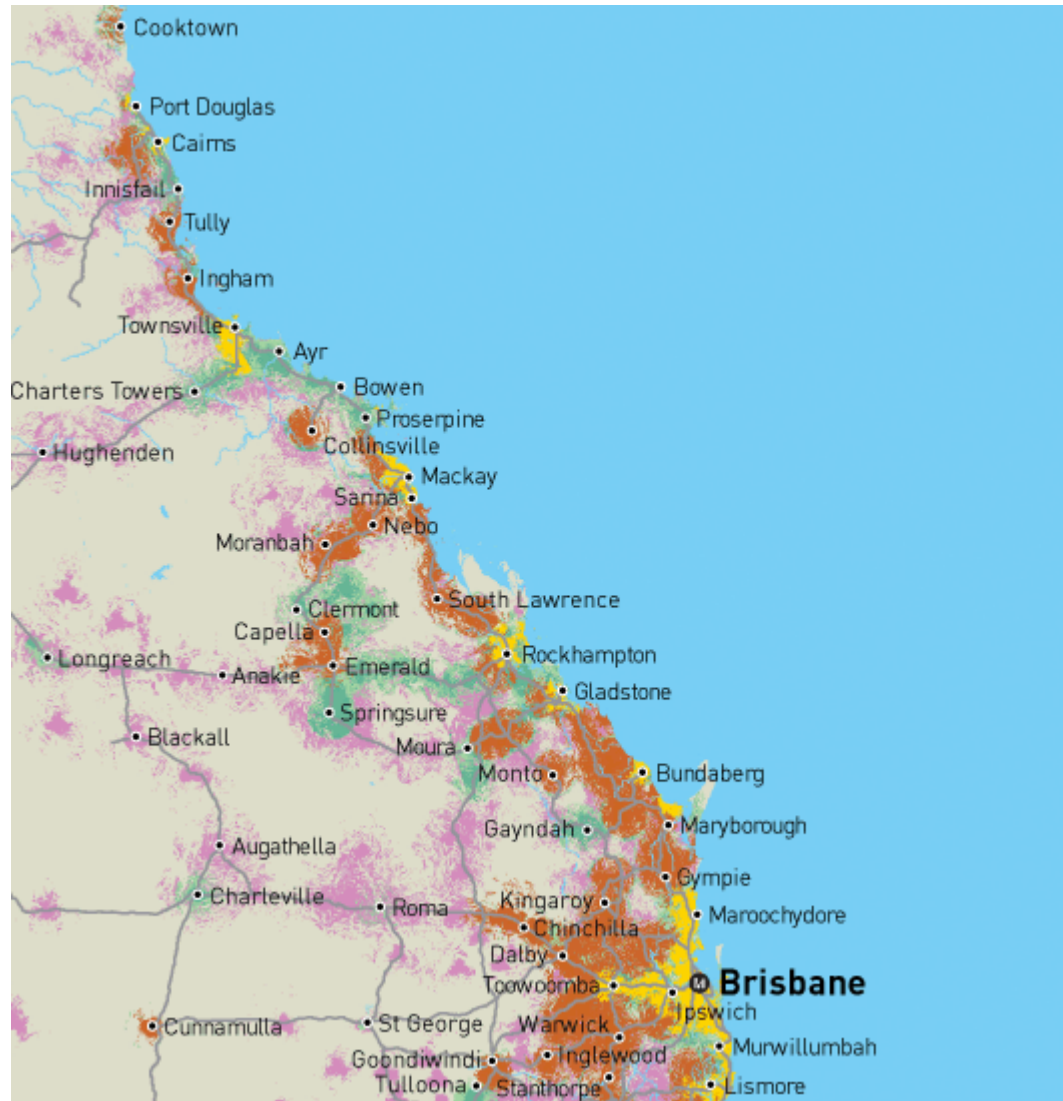 Cooktown
Port Douglas
Cairns
Innisfail
Tully
Ingham
Townsville
Ayr
Charters Towers
Bowen
Proserpine
Collinsville
Hughenden
Mackay
Sarina
Nebo
Moranbah
Clermont
South Lawrence
Capella
Rockhampton
Longreach
Anakie
Emerald
Gladstone
Springsure
Blackall
Moura
Monto
Bundaberg
Gayndah
Maryborough
Augathella
Gympie
Charleville
Roma
Kingaroy
Maroochydore
Chinchilla
Dalby
Toowoomba
M Brisbane
Ipswich
Cunnamulla
St George
Warwick
Murwillumbah
Goondiwindi
Inglewood
Tulloona
Stanthorpe
Lismore